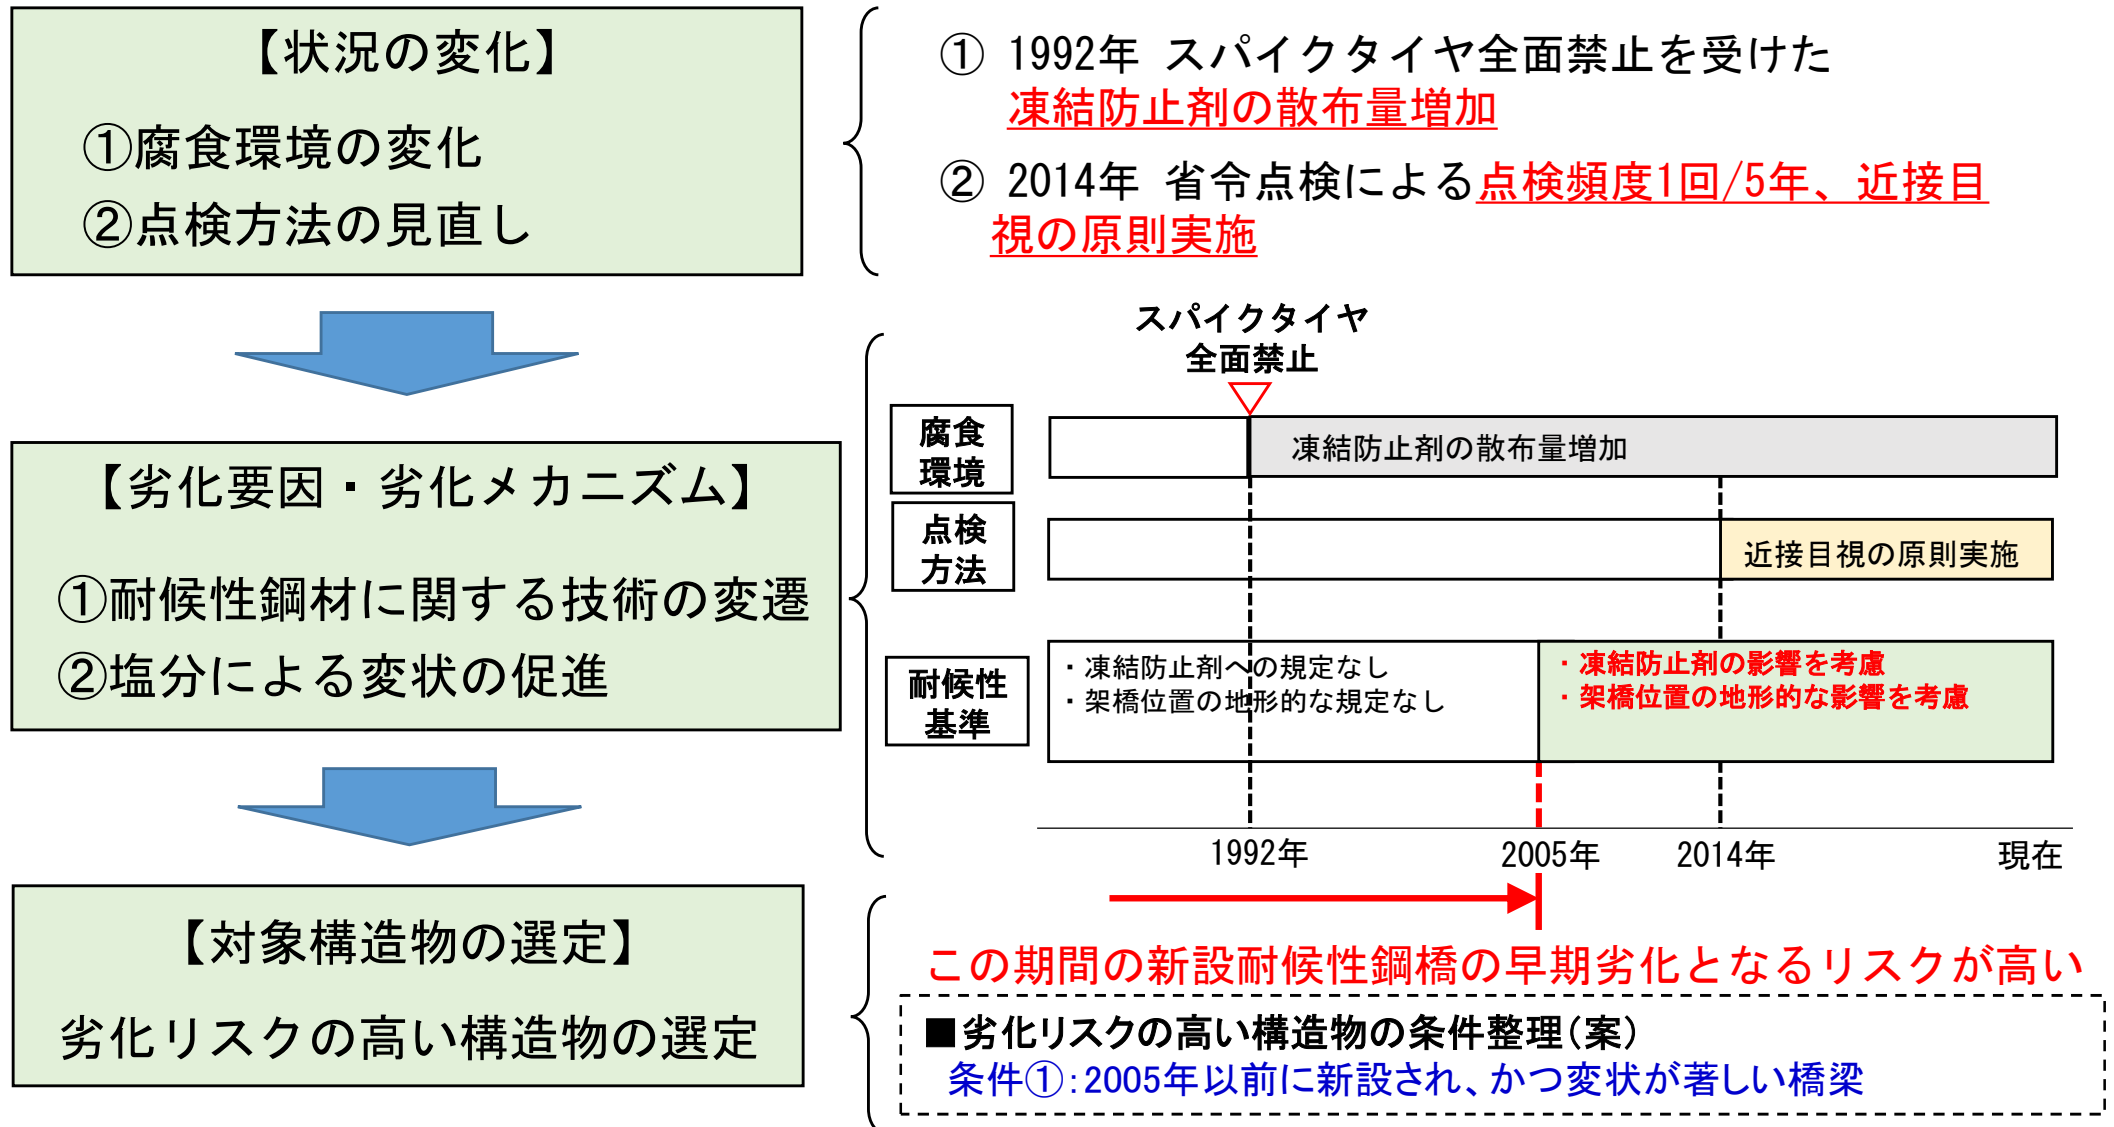 【状況の変化】
①腐食環境の変化
②点検方法の見直し
① 1992年 スパイクタイヤ全面禁止を受けた
凍結防止剤の散布量増加
② 2014年 省令点検による点検頻度1回/5年、近接目
視の原則実施
【劣化要因・劣化メカニズム】
①耐候性鋼材に関する技術の変遷
②塩分による変状の促進
スパイクタイヤ
全面禁止
腐食
環境
凍結防止剤の散布量増加
点検
方法
近接目視の原則実施
耐候性
基準
・凍結防止剤への規定なし
・架橋位置の地形的な規定なし
・凍結防止剤の影響を考慮
・架橋位置の地形的な影響を考慮
1992年
2005年
2014年
現在
【対象構造物の選定】
劣化リスクの高い構造物の選定
この期間の新設耐候性鋼橋の早期劣化となるリスクが高い
■劣化リスクの高い構造物の条件整理(案)
条件①:2005年以前に新設され、かつ変状が著しい橋梁